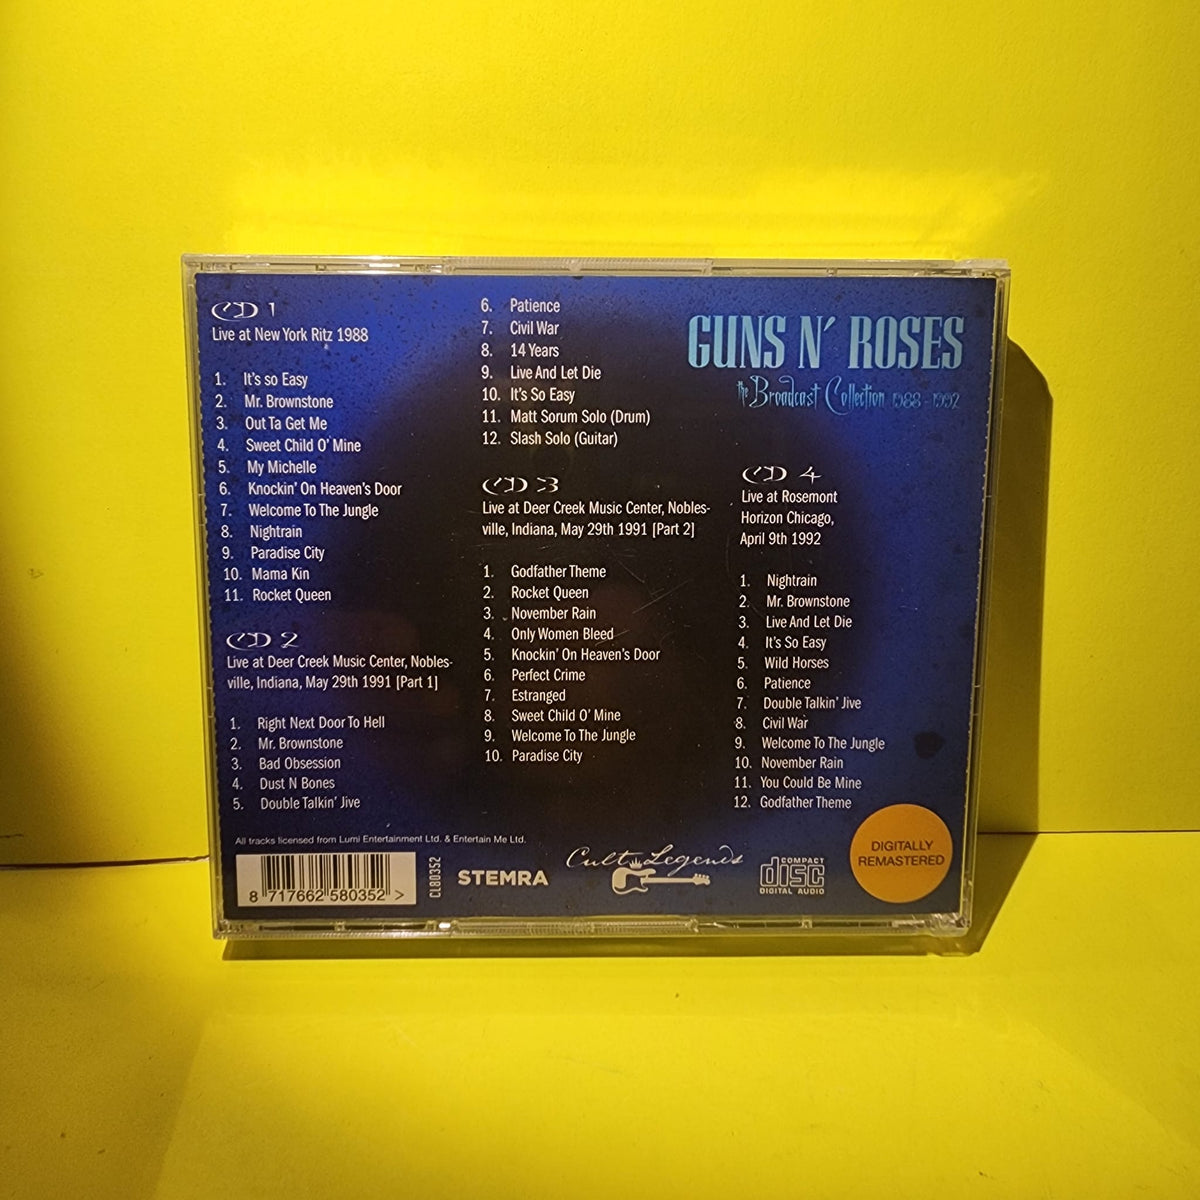 CD 1
Live at New York Ritz 1988
1. It's so Easy
2. Mr. Brownstone
3. Out Ta Get Me
4. Sweet Child O' Mine
5. My Michelle
6. Knockin' On Heaven's Door
7. Welcome To The Jungle
8. Nightrain
9. Paradise City
10. Mama Kin
11. Rocket Queen
CD 2
Live at Deer Creek Music Center, Nobles-
ville, Indiana, May 29th 1991 [Part 1]
1. Right Next Door To Hell
2. Mr. Brownstone
3. Bad Obsession
4. Dust N Bones
5. Double Talkin' Jive
6. Patience
7. Civil War
8. 14 Years
9. Live And Let Die
10. It's So Easy
11. Matt Sorum Solo (Drum)
12. Slash Solo (Guitar)
CD 3
Live at Deer Creek Music Center, Nobles-
ville, Indiana, May 29th 1991 [Part 2]
1. Godfather Theme
2. Rocket Queen
3. November Rain
4. Only Women Bleed
5. Knockin' On Heaven's Door
6. Perfect Crime
7. Estranged
8. Sweet Child O' Mine
9. Welcome To The Jungle
10. Paradise City
GUNS N' ROSES
the Broadcast Collection 1988 - 1992
CD 4
Live at Rosemont
Horizon Chicago,
April 9th 1992
1. Nightrain
2. Mr. Brownstone
3. Live And Let Die
4. It's So Easy
5. Wild Horses
6. Patience
7. Double Talkin' Jive
8. Civil War
9. Welcome To The Jungle
10. November Rain
11. You Could Be Mine
12. Godfather Theme
All tracks licensed from Lumi Entertainment Ltd. & Entertain Me Ltd.
8 717662 580352 >
CL80352
STEMRA
Cult Legends
COMPACT
disc
DIGITAL AUDIO
DIGITALLY
REMASTERED